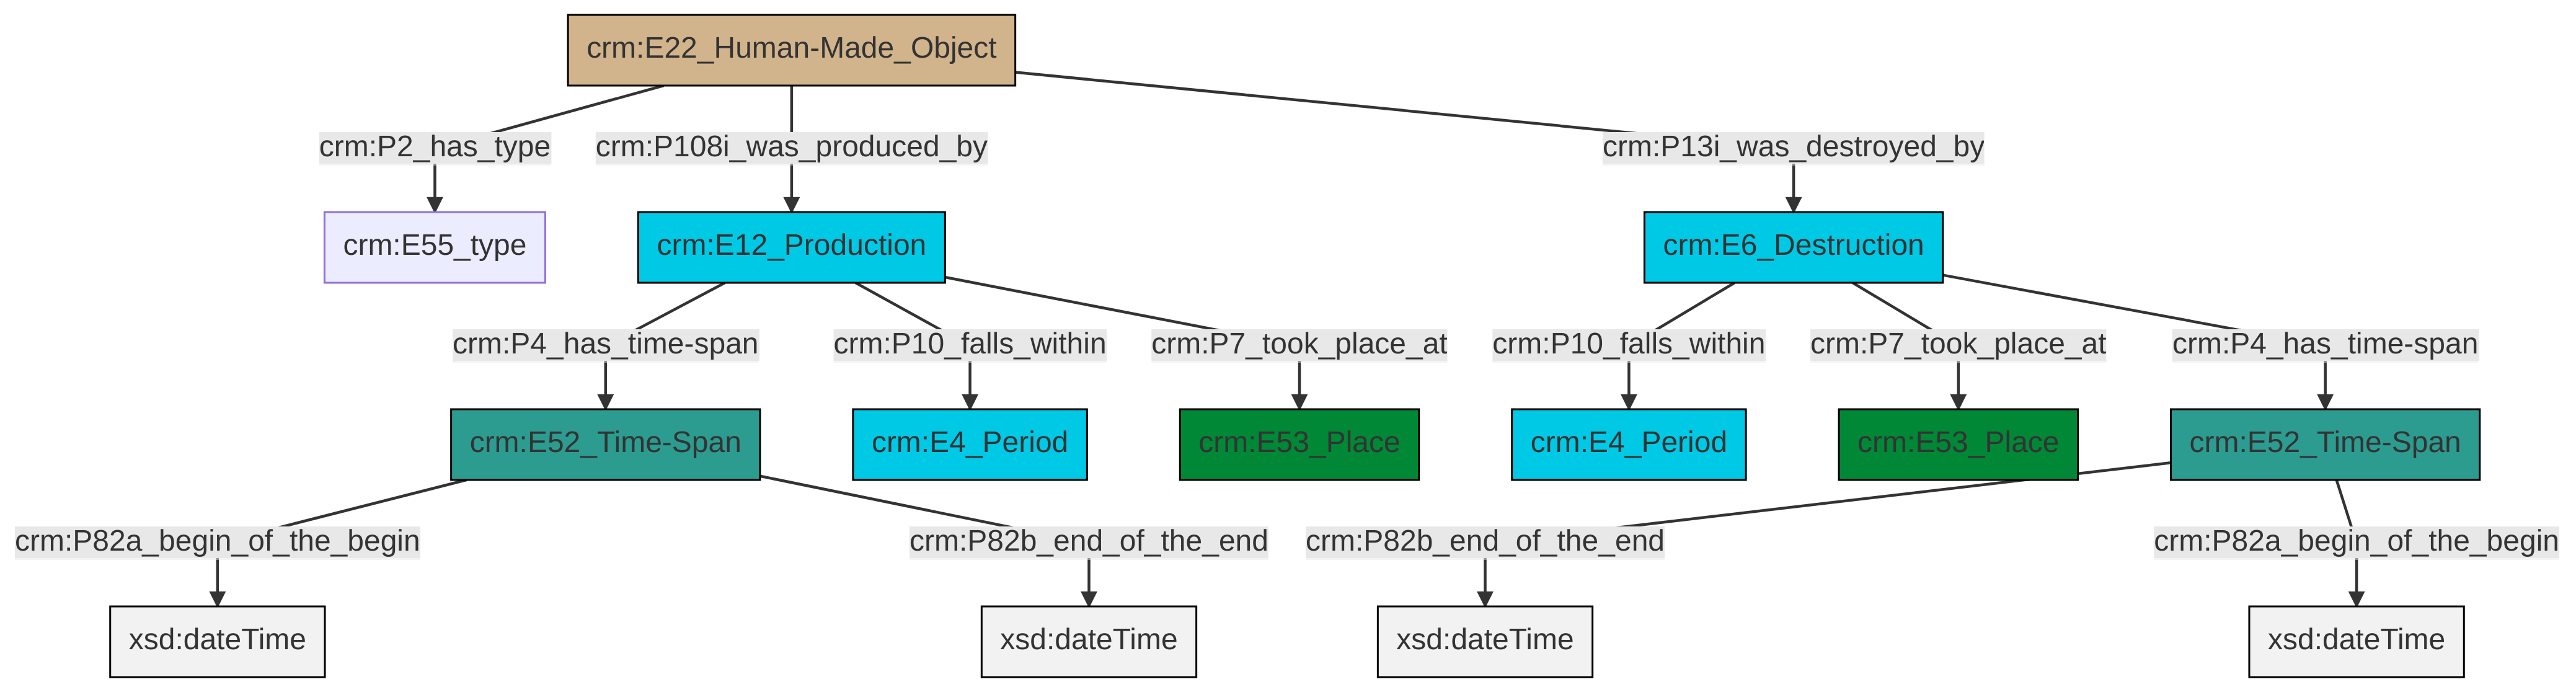 crm:E22_Human-Made_Object
crm:P2_has_type
crm:P108i_was_produced_by
crm:P13i_was_destroyed_by
crm:E55_type
crm:E12_Production
crm:E6_Destruction
crm:P4_has_time-span
crm:P10_falls_within
crm:P7_took_place_at
crm:P10_falls_within
crm:P7_took_place_at
crm:P4_has_time-span
crm:E52_Time-Span
crm:E4_Period
crm:E53_Place
crm:E4_Period
crm:E53_Place
crm:E52_Time-Span
crm:P82a_begin_of_the_begin
crm:P82b_end_of_the_end
crm:P82b_end_of_the_end
crm:P82a_begin_of_the_begin
xsd:dateTime
xsd:dateTime
xsd:dateTime
xsd:dateTime